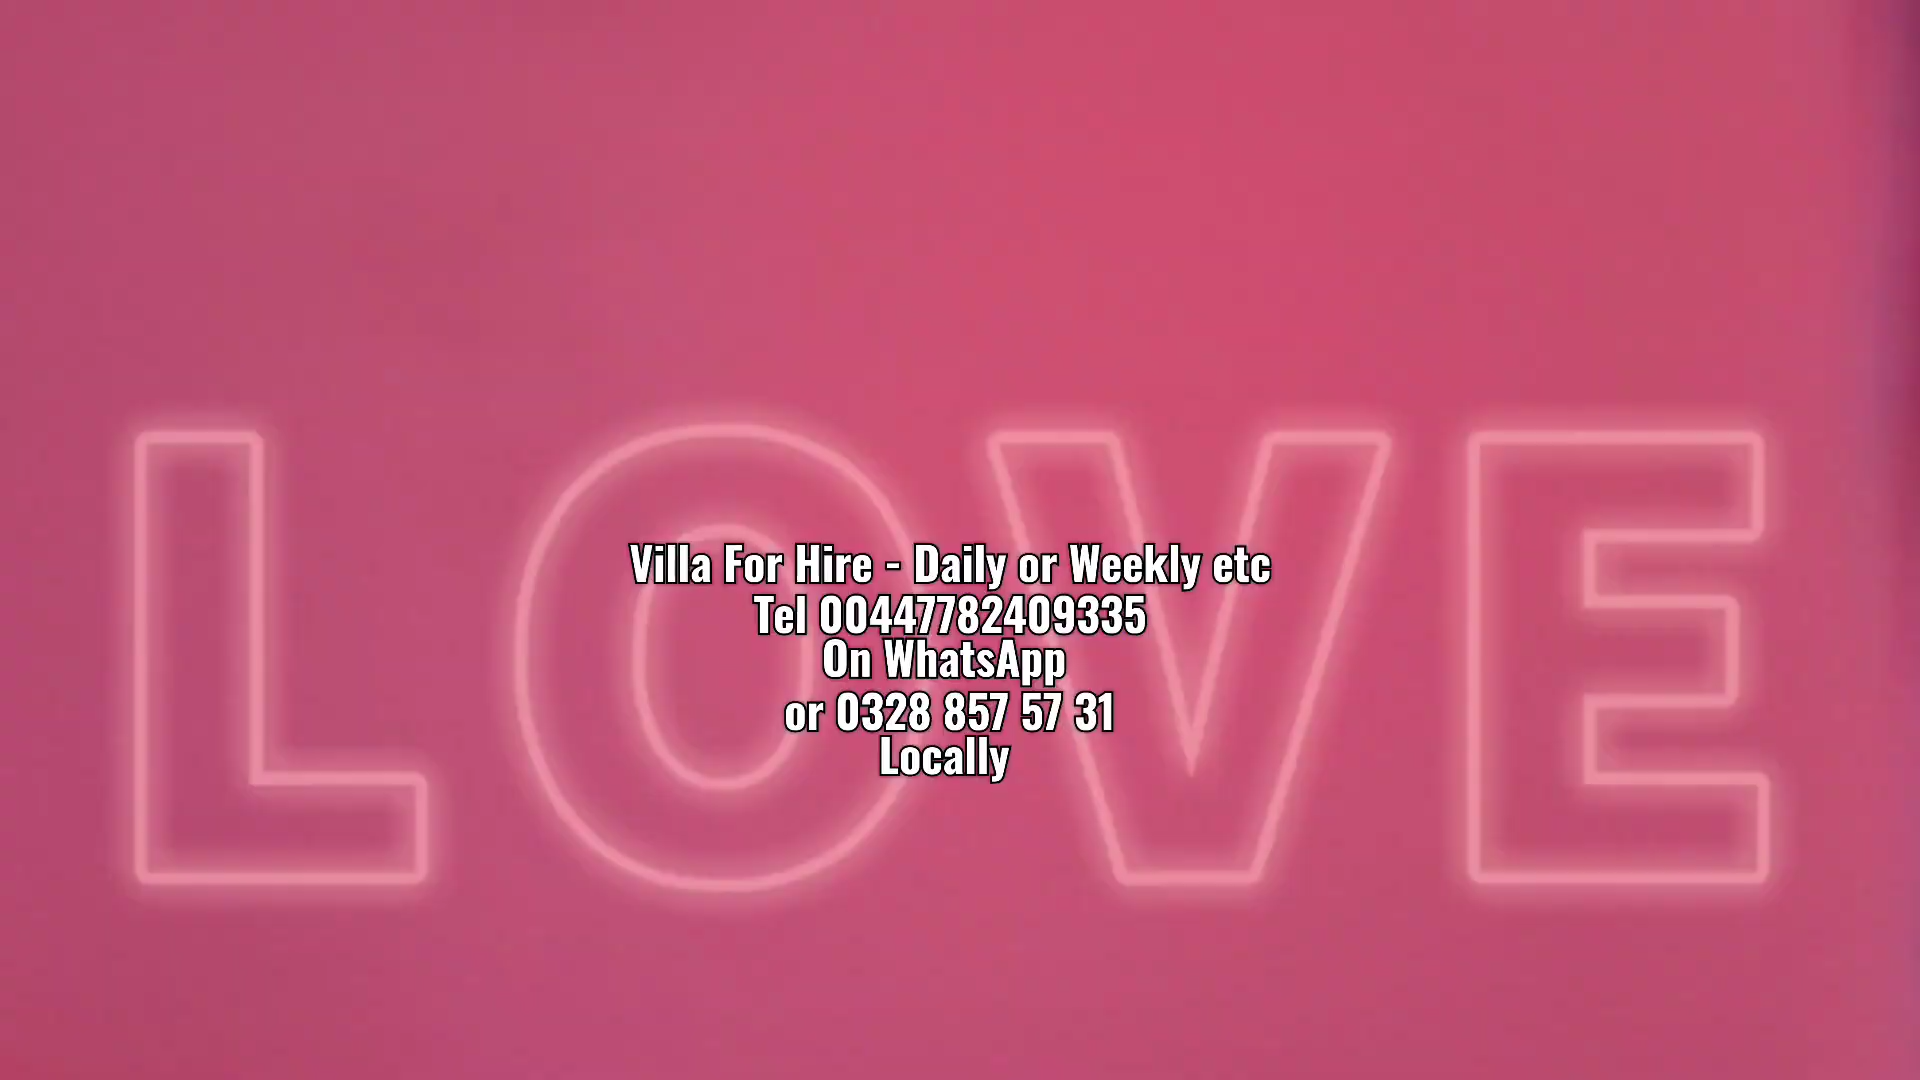 LOVE
Villa For Hire - Daily or Weekly etc
Tel 00447782409335
On WhatsApp
or 0328 857 57 31
Locally